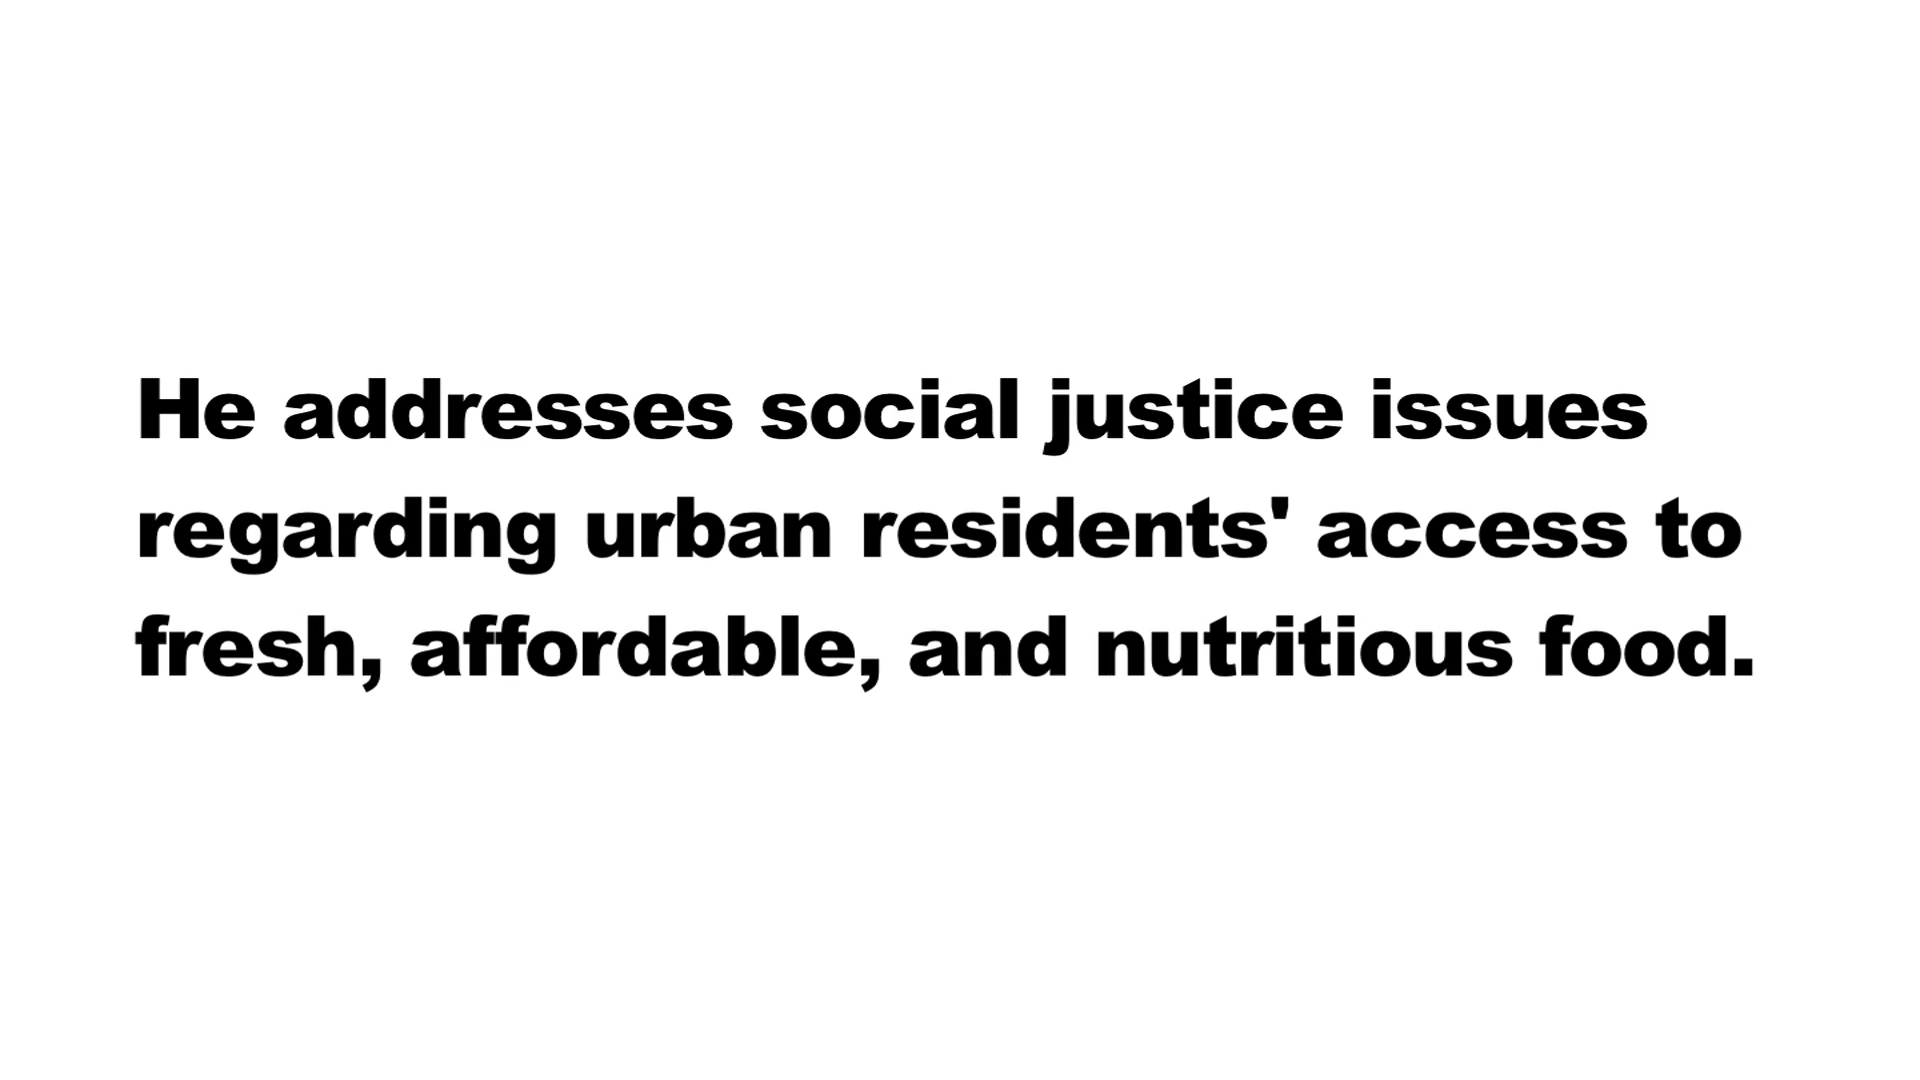 He addresses social justice issues
regarding urban residents' access to
fresh, affordable, and nutritious food.